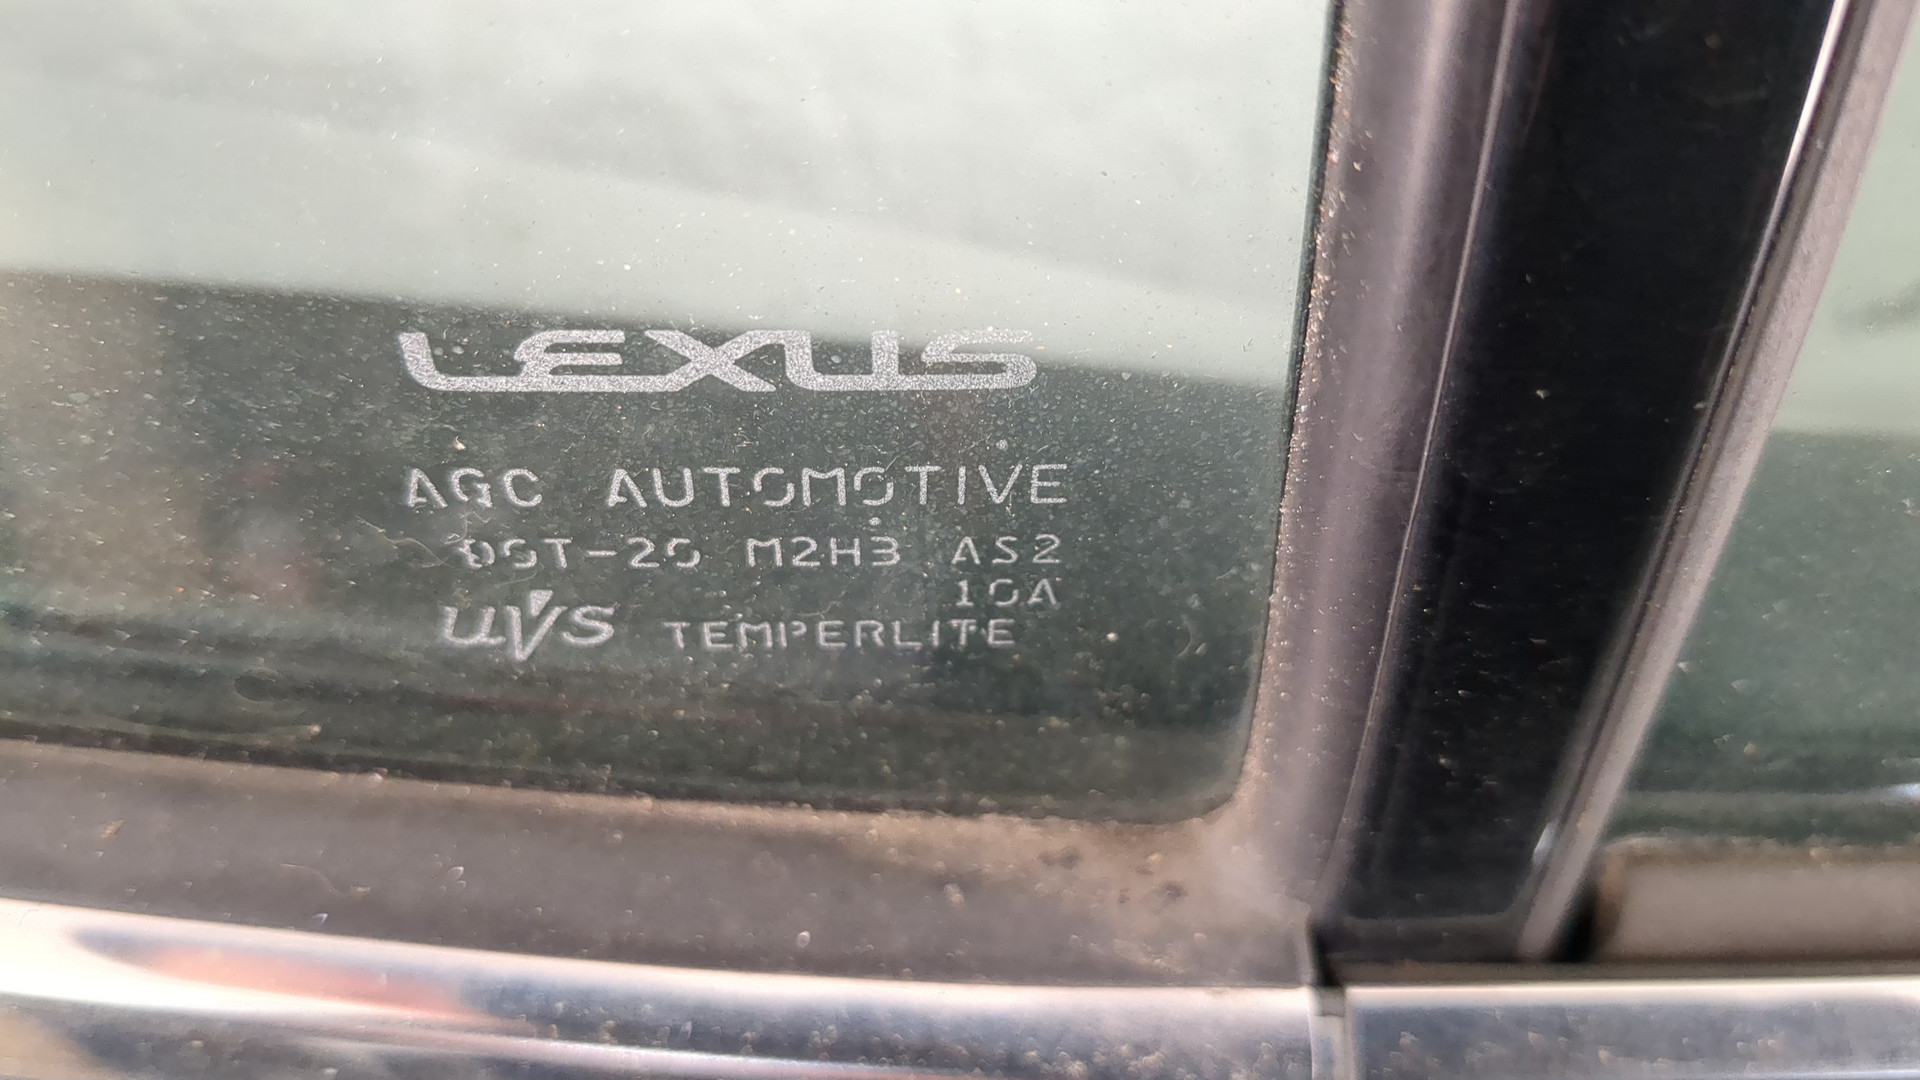 LEXUS
AGC AUTOMOTIVE
DOT-20 M2H3 AS2
10A
UVS TEMPERLITE